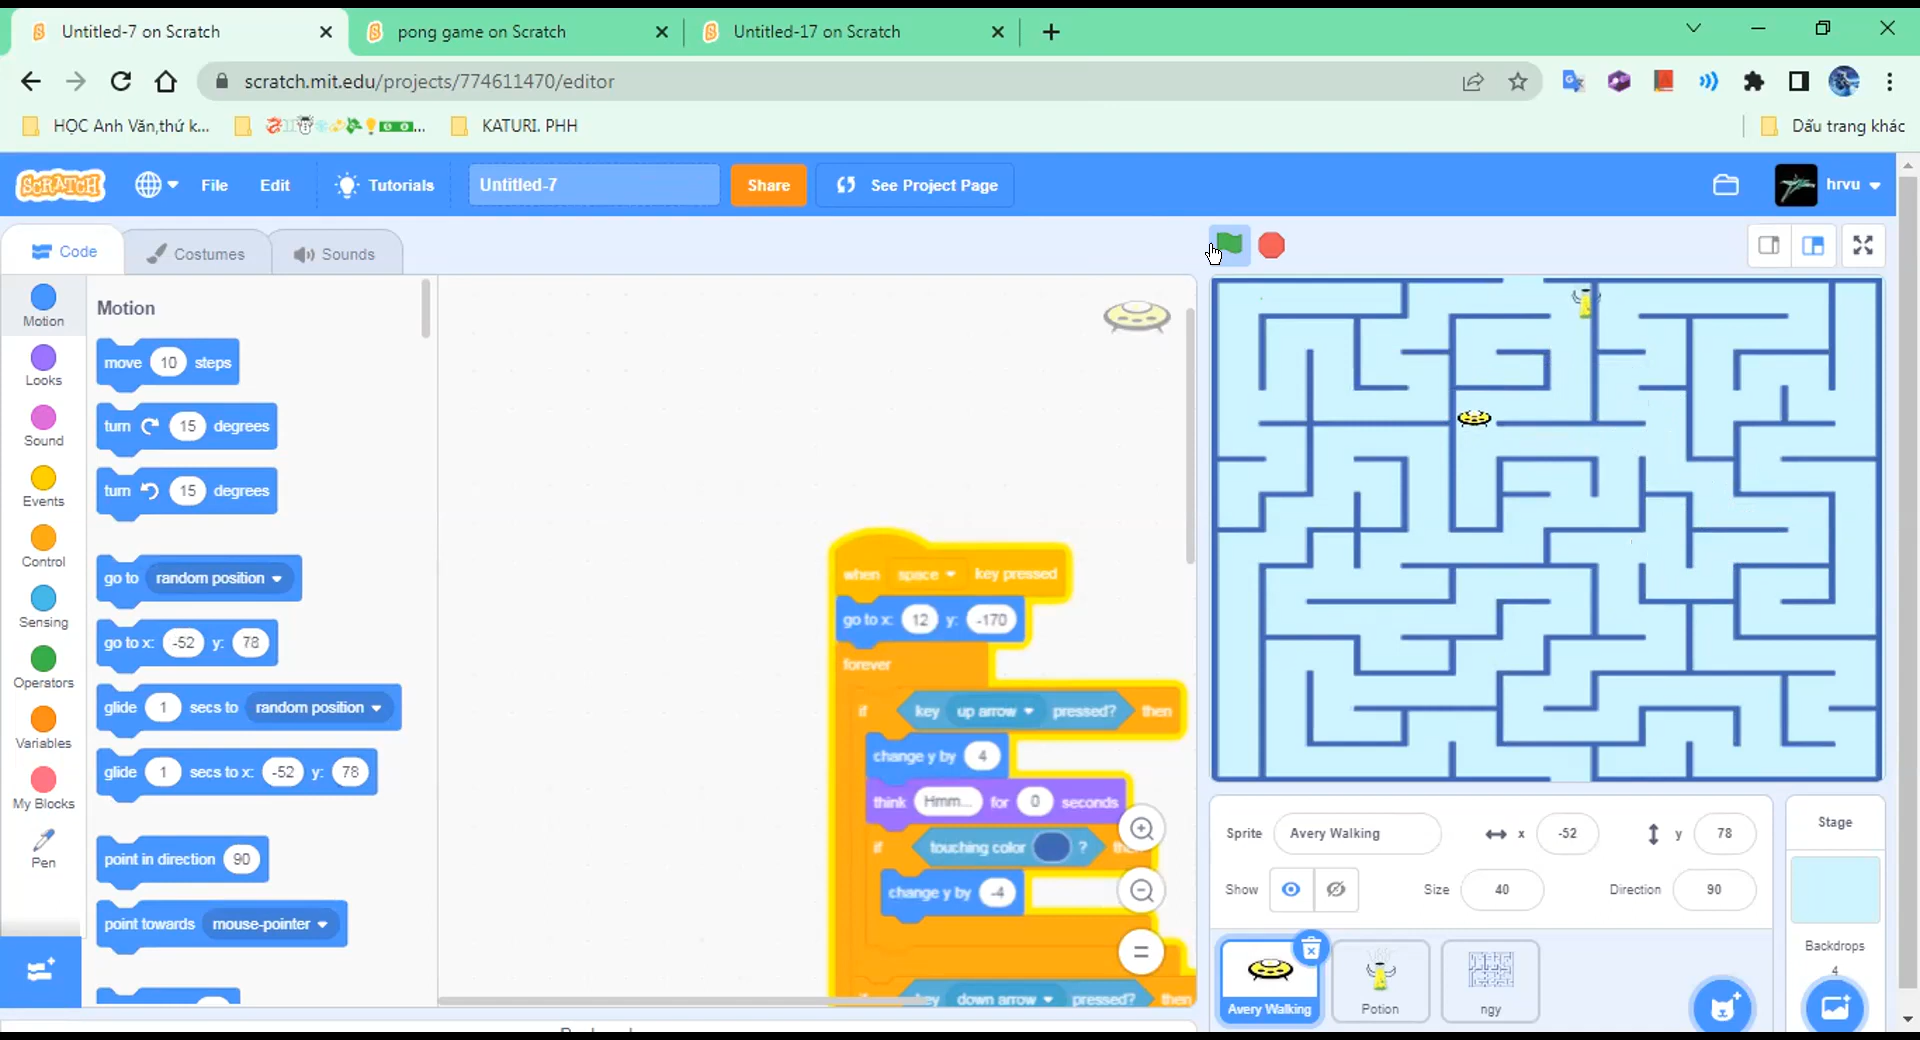 Untitled-7 on Scratch
pong game on Scratch
Untitled-17 on Scratch
scratch.mit.edu/projects/774611470/editor
HỌC Anh Văn,thứ k...
...
KATURI. PHH
Dấu trang khác
SCRATCH
File
Edit
Tutorials
Untitled-7
Share
See Project Page
hrvu
Code
Costumes
Sounds
Motion
Looks
Sound
Events
Control
Sensing
Operators
Variables
My Blocks
Pen
Motion
move 10 steps
turn 15 degrees
turn 15 degrees
go to random position
go to x: -52 y: 78
glide 1 secs to random position
glide 1 secs to x: -52 y: 78
point in direction 90
point towards mouse-pointer
when space key pressed
go to x: 12 y: -170
forever
if key up arrow pressed? then
change y by 4
think Hmm... for 0 seconds
if touching color ?
change y by -4
key down arrow pressed? then
Sprite Avery Walking x -52 y 78
Show Size 40 Direction 90
Avery Walking
Potion
ngy
Stage
Backdrops
4